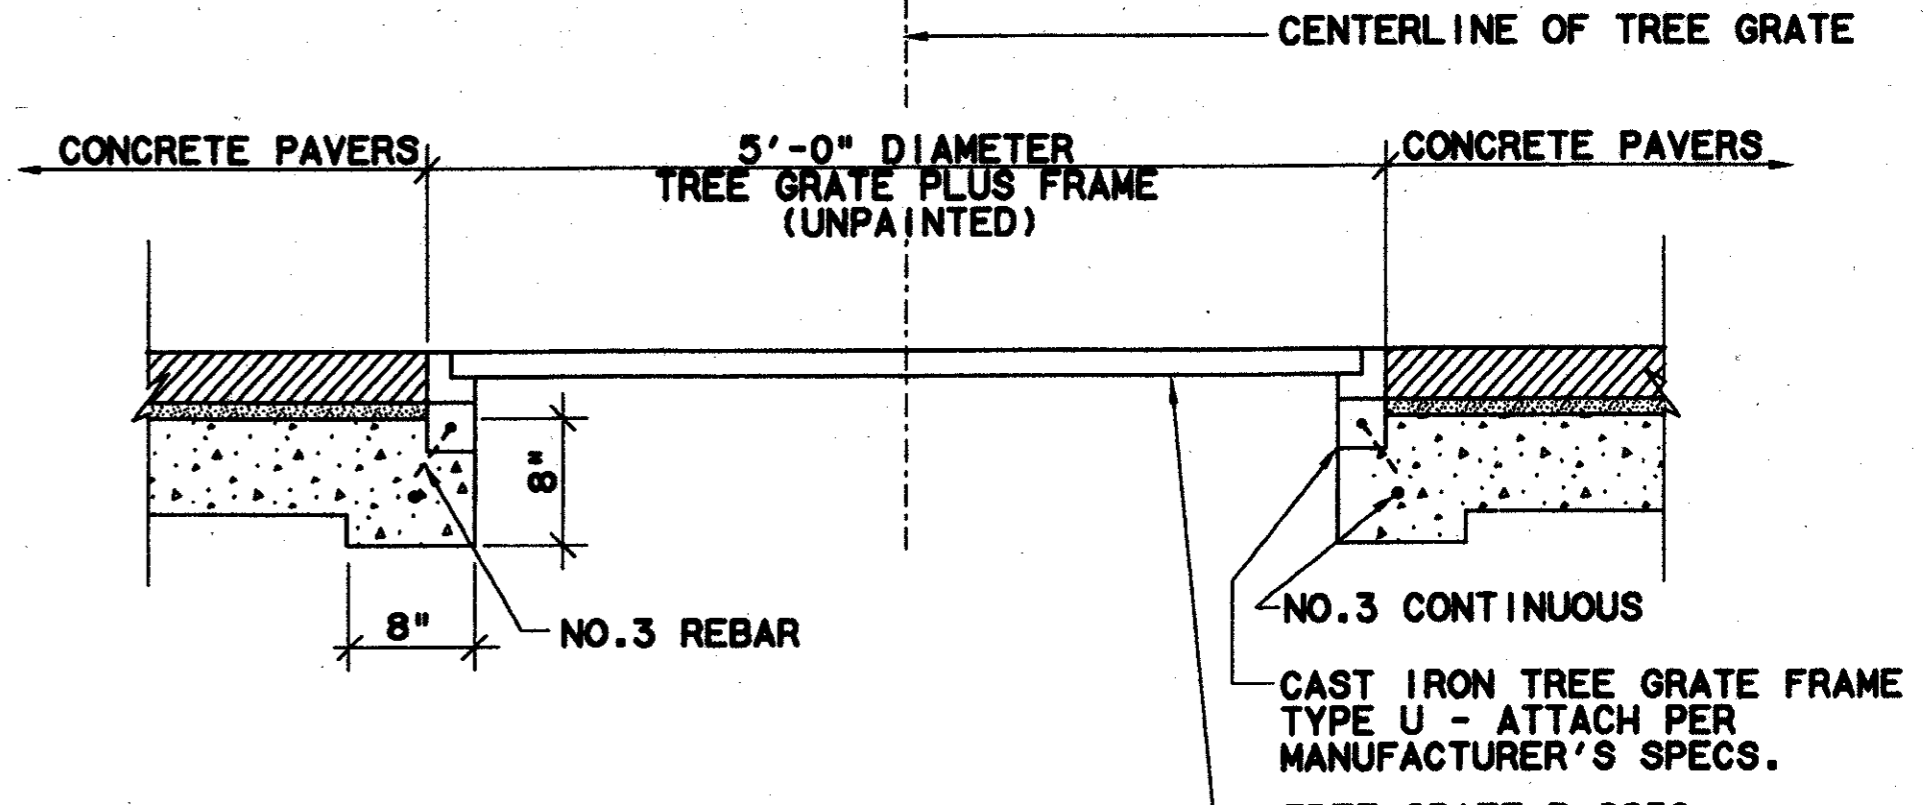 CENTERLINE OF TREE GRATE
CONCRETE PAVERS
5'-0" DIAMETER
TREE GRATE PLUS FRAME
(UNPAINTED)
CONCRETE PAVERS
8"
8"
NO.3 REBAR
NO.3 CONTINUOUS
CAST IRON TREE GRATE FRAME
TYPE U - ATTACH PER
MANUFACTURER'S SPECS.